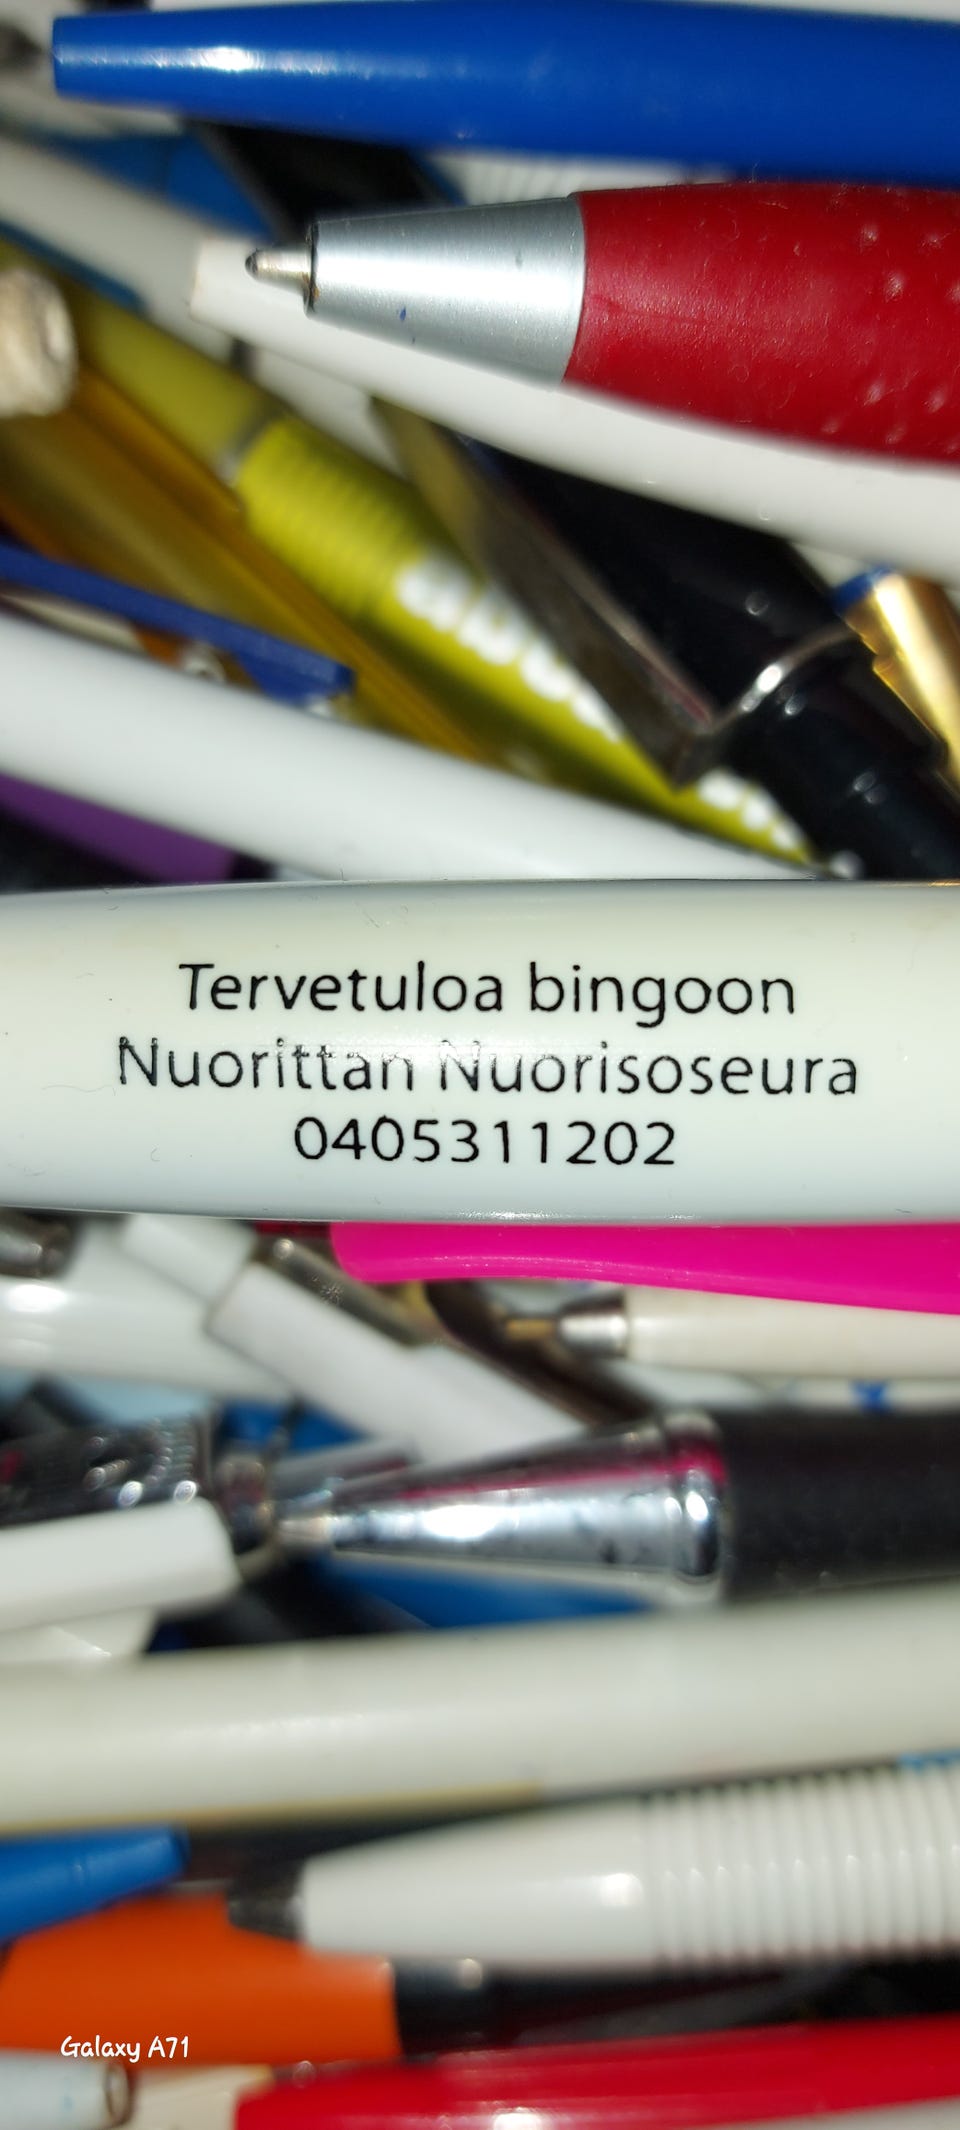 Tervetuloa bingoon
Nuorittan Nuorisoseura
0405311202
Galaxy A71